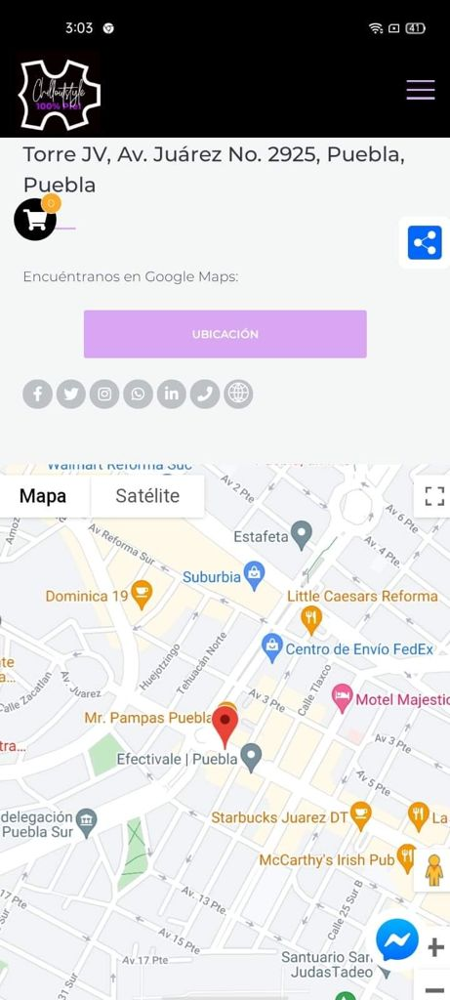 3:03
41
Chilloutstyle
100% Piel
Torre JV, Av. Juárez No. 2925, Puebla,
Puebla
0
Encuéntranos en Google Maps:
UBICACIÓN
Walmart Reforma Suc
Mapa
Satélite
Av 2 Pte
Av 6 Pte
Av. 4 Pte.
Amoz
Av Reforma Sur
Estafeta
Suburbia
Dominica 19
Little Caesars Reforma
Huejotzingo
Tehuacán Norte
Centro de Envío FedEx
Calle Tlaxco
Calle Zacatlán
Av. Juarez
Av 3 Pte
Motel Majestic
Mr. Pampas Puebla
Av 3 Pte
Efectivale | Puebla
Av 5 Pte
delegación
Puebla Sur
Starbucks Juarez DT
La
McCarthy's Irish Pub
Av. 13 Pte.
Calle 25 Sur B
17 Pte
Av. 15 Pte.
Av. 17 Pte
Santuario San
JudasTadeo